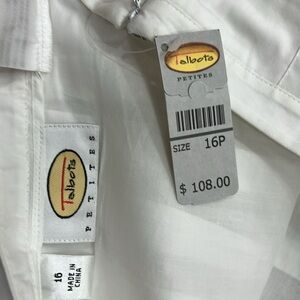 Talbots
PETITES
SIZE 16P
$ 108.00
Talbots
PETITES
16
MADE IN
CHINA